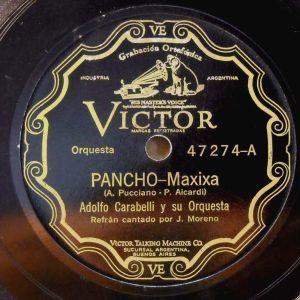 VE
Grabación Ortofónica
INDUSTRIA ARGENTINA
"HIS MASTER'S VOICE"
VICTOR
MARCAS REGISTRADAS
Orquesta 47274-A
PANCHO-Maxixa
(A. Pucciano - P. Aicardi)
Adolfo Carabelli y su Orquesta
Refrán cantado por J. Moreno
VICTOR TALKING MACHINE CO.
SUCURSAL ARGENTINA,
BUENOS AIRES
VE